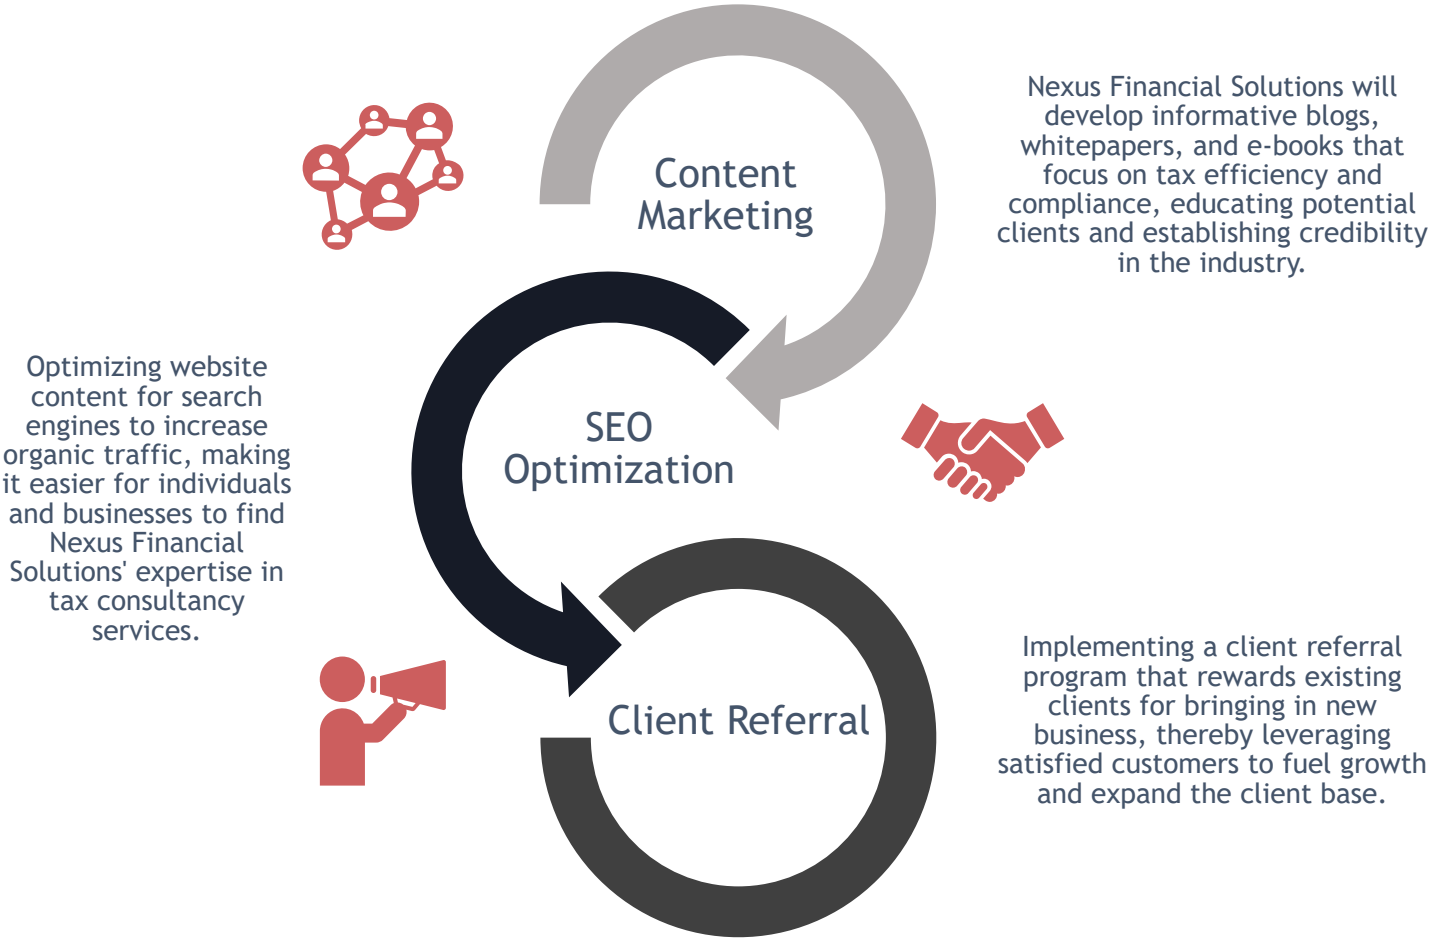 Content
Marketing
Nexus Financial Solutions will
develop informative blogs,
whitepapers, and e-books that
focus on tax efficiency and
compliance, educating potential
clients and establishing credibility
in the industry.
SEO
Optimization
Optimizing website
content for search
engines to increase
organic traffic, making
it easier for individuals
and businesses to find
Nexus Financial
Solutions' expertise in
tax consultancy
services.
Client Referral
Implementing a client referral
program that rewards existing
clients for bringing in new
business, thereby leveraging
satisfied customers to fuel growth
and expand the client base.